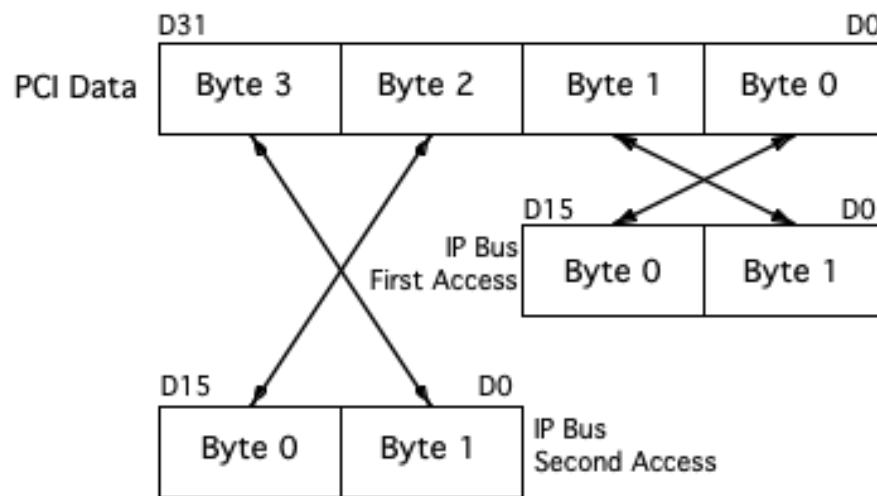 D31 D0
PCI Data Byte 3 Byte 2 Byte 1 Byte 0
D15 D0
IP Bus
First Access
Byte 0 Byte 1
D15 D0
Byte 0 Byte 1
IP Bus
Second Access